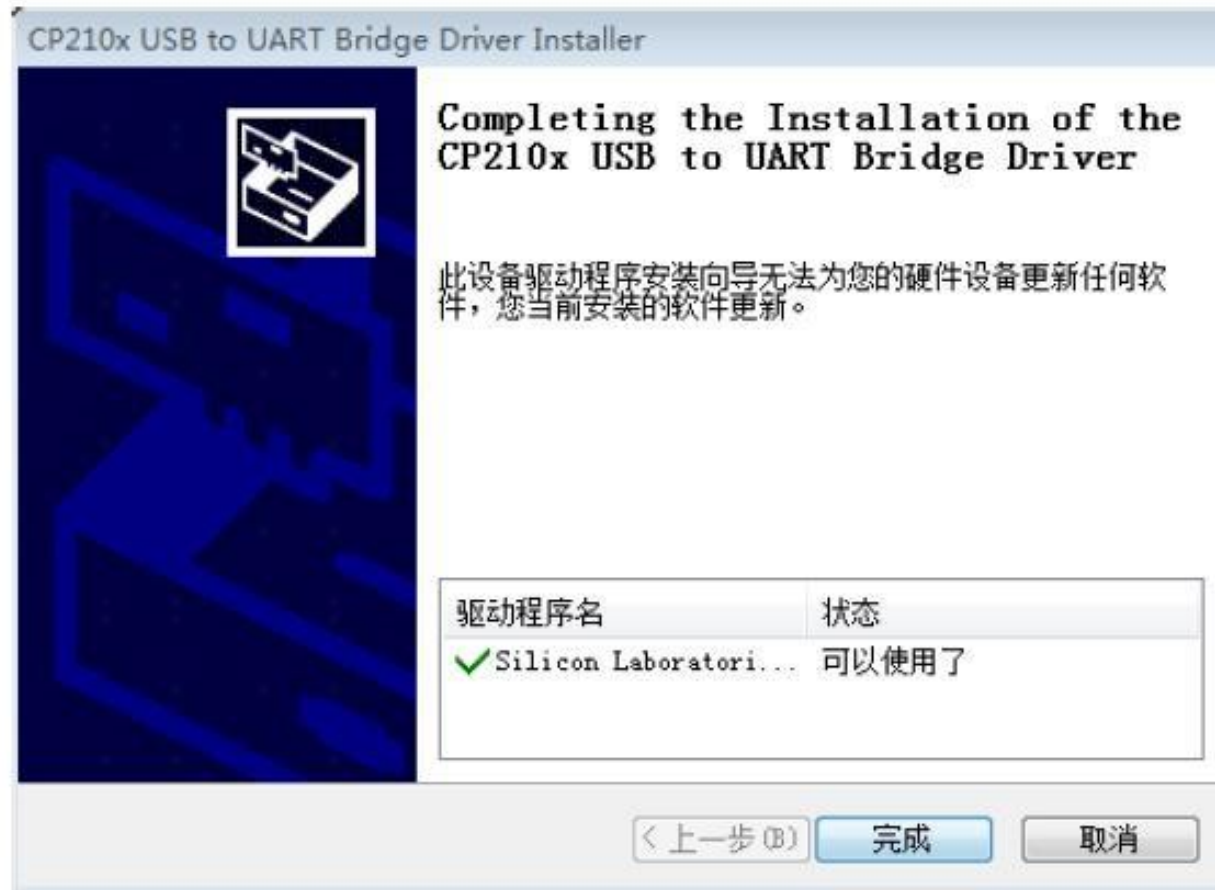 CP210x USB to UART Bridge Driver Installer
Completing the Installation of the
CP210x USB to UART Bridge Driver
此设备驱动程序安装向导无法为您的硬件设备更新任何软
件，您当前安装的软件更新。
驱动程序名 状态
Silicon Laboratori... 可以使用了
< 上一步(B) 完成 取消